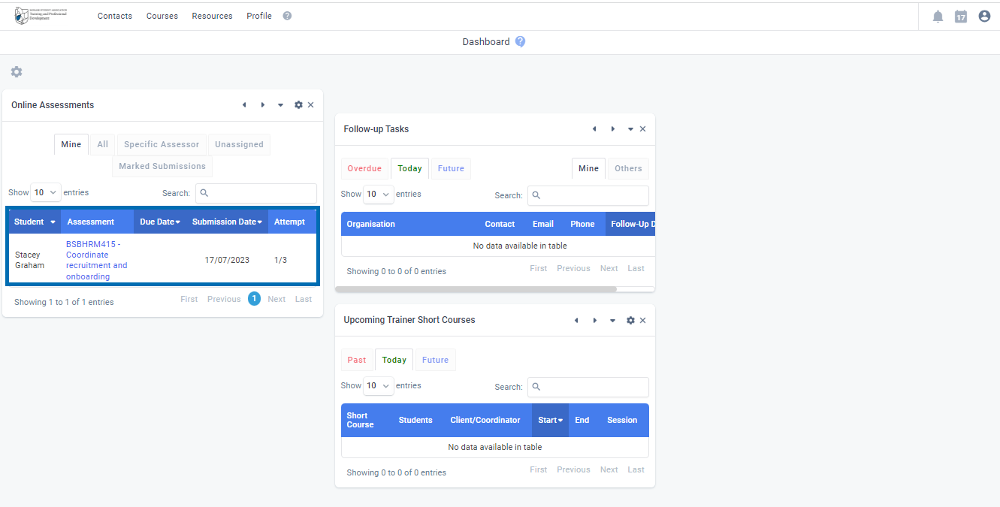 MONASH STUDENT ASSOCIATION
Training and Professional
Development
Contacts Courses Resources Profile ?
17
Dashboard ?
Online Assessments
Mine All Specific Assessor Unassigned
Marked Submissions
Show 10 entries Search:
Student Assessment Due Date Submission Date Attempt
Stacey Graham BSBHRM415 - Coordinate recruitment and onboarding 17/07/2023 1/3
Showing 1 to 1 of 1 entries First Previous 1 Next Last
Follow-up Tasks
Overdue Today Future Mine Others
Show 10 entries Search:
Organisation Contact Email Phone Follow-Up D
No data available in table
Showing 0 to 0 of 0 entries First Previous Next Last
Upcoming Trainer Short Courses
Past Today Future
Show 10 entries Search:
Short Course Students Client/Coordinator Start End Session
No data available in table
Showing 0 to 0 of 0 entries First Previous Next Last